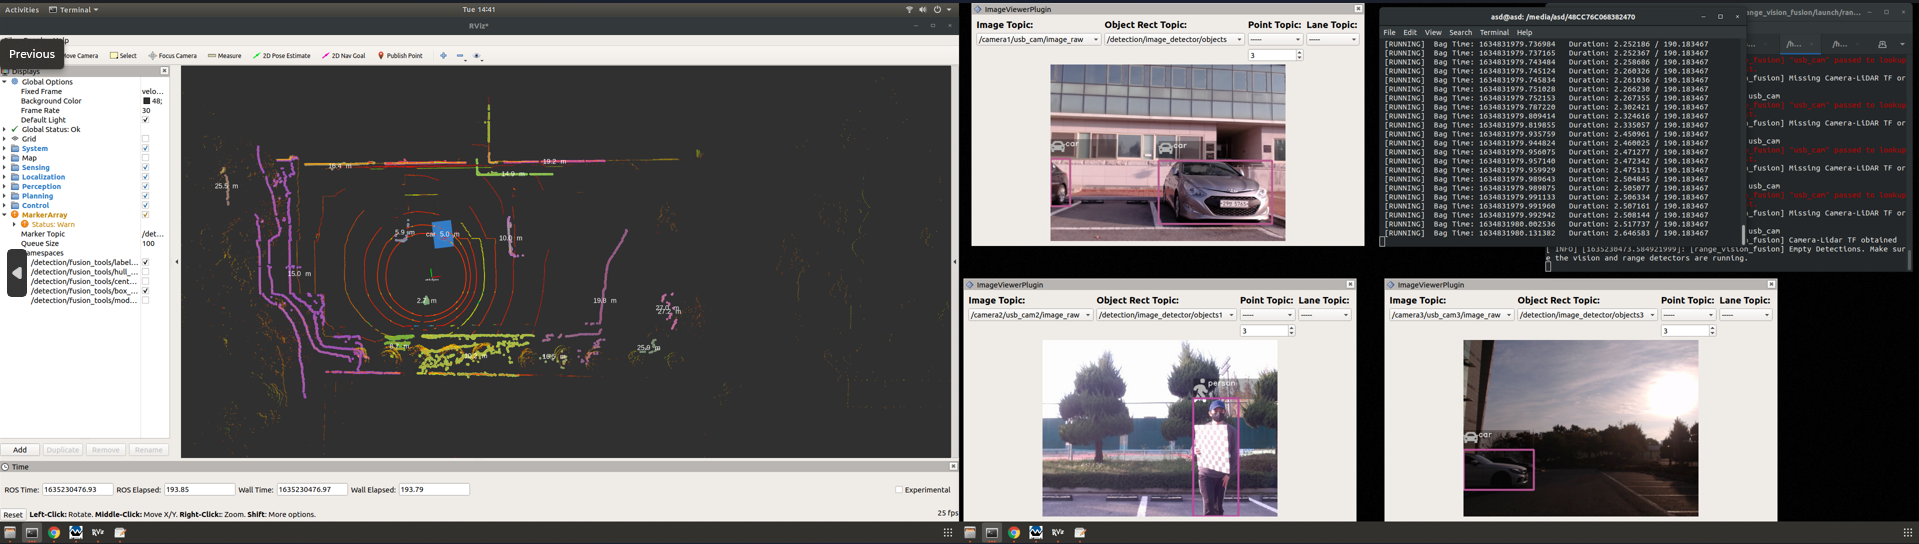 Activities
Terminal
Tue 14:41
RViz*
Help
Previous
Move Camera
Select
Focus Camera
Measure
2D Pose Estimate
2D Nav Goal
Publish Point
Displays
Global Options
Fixed Frame velo...
Background Color 48;
Frame Rate 30
Default Light
Global Status: Ok
Grid
System
Map
Sensing
Localization
Perception
Planning
Control
MarkerArray
Status: Warn
Marker Topic /det...
Queue Size 100
amespaces
/detection/fusion_tools/label...
/detection/fusion_tools/hull_...
/detection/fusion_tools/cent...
/detection/fusion_tools/box_...
/detection/fusion_tools/mod...
Add
Duplicate
Remove
Rename
18.4 m
19.2 m
14.9 m
25.5 m
5.9 m
car 5.0 m
10.0 m
15.0 m
19.8 m
25.9 m
Time
ROS Time: 1635230476.93
ROS Elapsed: 193.85
Wall Time: 1635230476.97
Wall Elapsed: 193.79
Experimental
Reset
Left-Click: Rotate. Middle-Click: Move X/Y. Right-Click:: Zoom. Shift: More options.
25 fps
RViz
ImageViewerPlugin
Image Topic:
Object Rect Topic:
Point Topic:
Lane Topic:
/camera1/usb_cam/image_raw
/detection/image_detector/objects
-----
-----
3
car
car
asd@asd: /media/asd/48CC76C068382470
File Edit View Search Terminal Help
[RUNNING] Bag Time: 1634831979.736984 Duration: 2.252186 / 190.183467
[RUNNING] Bag Time: 1634831979.737165 Duration: 2.252367 / 190.183467
[RUNNING] Bag Time: 1634831979.743484 Duration: 2.258686 / 190.183467
[RUNNING] Bag Time: 1634831979.745124 Duration: 2.260326 / 190.183467
[RUNNING] Bag Time: 1634831979.745834 Duration: 2.261036 / 190.183467
[RUNNING] Bag Time: 1634831979.751028 Duration: 2.266230 / 190.183467
[RUNNING] Bag Time: 1634831979.752153 Duration: 2.267355 / 190.183467
[RUNNING] Bag Time: 1634831979.787220 Duration: 2.302421 / 190.183467
[RUNNING] Bag Time: 1634831979.809414 Duration: 2.324616 / 190.183467
[RUNNING] Bag Time: 1634831979.819855 Duration: 2.335057 / 190.183467
[RUNNING] Bag Time: 1634831979.935759 Duration: 2.450961 / 190.183467
[RUNNING] Bag Time: 1634831979.944824 Duration: 2.460025 / 190.183467
[RUNNING] Bag Time: 1634831979.956075 Duration: 2.471277 / 190.183467
[RUNNING] Bag Time: 1634831979.957140 Duration: 2.472342 / 190.183467
[RUNNING] Bag Time: 1634831979.959929 Duration: 2.475131 / 190.183467
[RUNNING] Bag Time: 1634831979.989643 Duration: 2.504845 / 190.183467
[RUNNING] Bag Time: 1634831979.989875 Duration: 2.505077 / 190.183467
[RUNNING] Bag Time: 1634831979.991133 Duration: 2.506334 / 190.183467
[RUNNING] Bag Time: 1634831979.991960 Duration: 2.507161 / 190.183467
[RUNNING] Bag Time: 1634831979.992942 Duration: 2.508144 / 190.183467
[RUNNING] Bag Time: 1634831980.002536 Duration: 2.517737 / 190.183467
[RUNNING] Bag Time: 1634831980.131382 Duration: 2.646583 / 190.183467
ange_vision_fusion/launch/ran...
/h...
/h...
_fusion] "usb_cam" passed to lookup
_fusion] Missing Camera-LiDAR TF or
usb_cam
_fusion] "usb_cam" passed to lookup
_fusion] Missing Camera-LiDAR TF or
usb_cam
_fusion] "usb_cam" passed to lookup
_fusion] Missing Camera-LiDAR TF or
usb_cam
_fusion] "usb_cam" passed to lookup
_fusion] Missing Camera-LiDAR TF or
usb_cam
_fusion] Camera-Lidar TF obtained
[ INFO] [1635230473.584921999]: [range_vision_fusion] Empty Detections. Make sur
e the vision and range detectors are running.
ImageViewerPlugin
Image Topic:
Object Rect Topic:
Point Topic:
Lane Topic:
/camera2/usb_cam2/image_raw
/detection/image_detector/objects1
-----
-----
3
person
ImageViewerPlugin
Image Topic:
Object Rect Topic:
Point Topic:
Lane Topic:
/camera3/usb_cam3/image_raw
/detection/image_detector/objects3
-----
-----
3
car
RViz